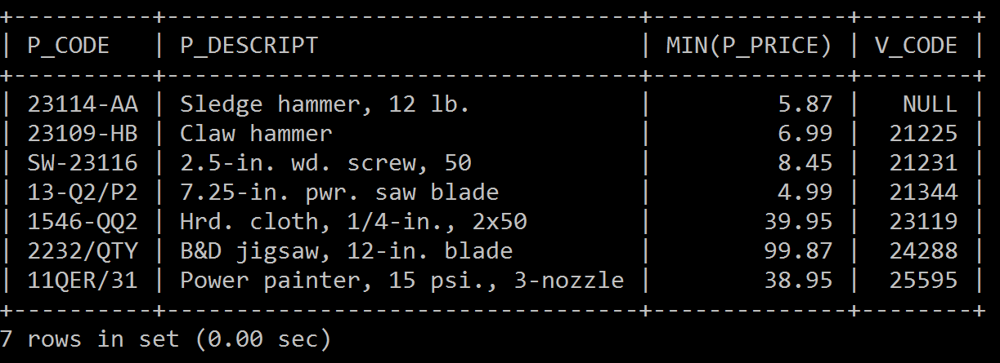 +----------+----------------------------------+--------------+--------+
| P_CODE   | P_DESCRIPT                       | MIN(P_PRICE) | V_CODE |
+----------+----------------------------------+--------------+--------+
| 23114-AA | Sledge hammer, 12 lb.            |         5.87 |   NULL |
| 23109-HB | Claw hammer                      |         6.99 |  21225 |
| SW-23116 | 2.5-in. wd. screw, 50            |         8.45 |  21231 |
| 13-Q2/P2 | 7.25-in. pwr. saw blade          |         4.99 |  21344 |
| 1546-QQ2 | Hrd. cloth, 1/4-in., 2x50        |        39.95 |  23119 |
| 2232/QTY | B&D jigsaw, 12-in. blade         |        99.87 |  24288 |
| 11QER/31 | Power painter, 15 psi., 3-nozzle |        38.95 |  25595 |
+----------+----------------------------------+--------------+--------+
7 rows in set (0.00 sec)